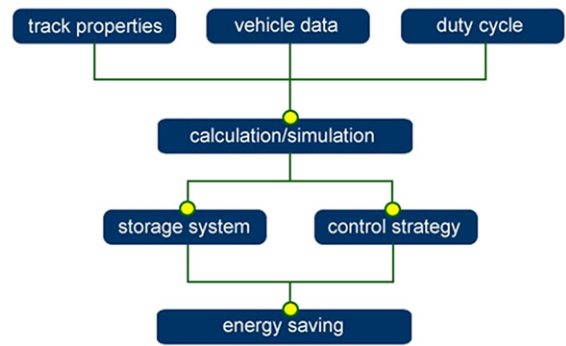 track properties
vehicle data
duty cycle
calculation/simulation
storage system
control strategy
energy saving